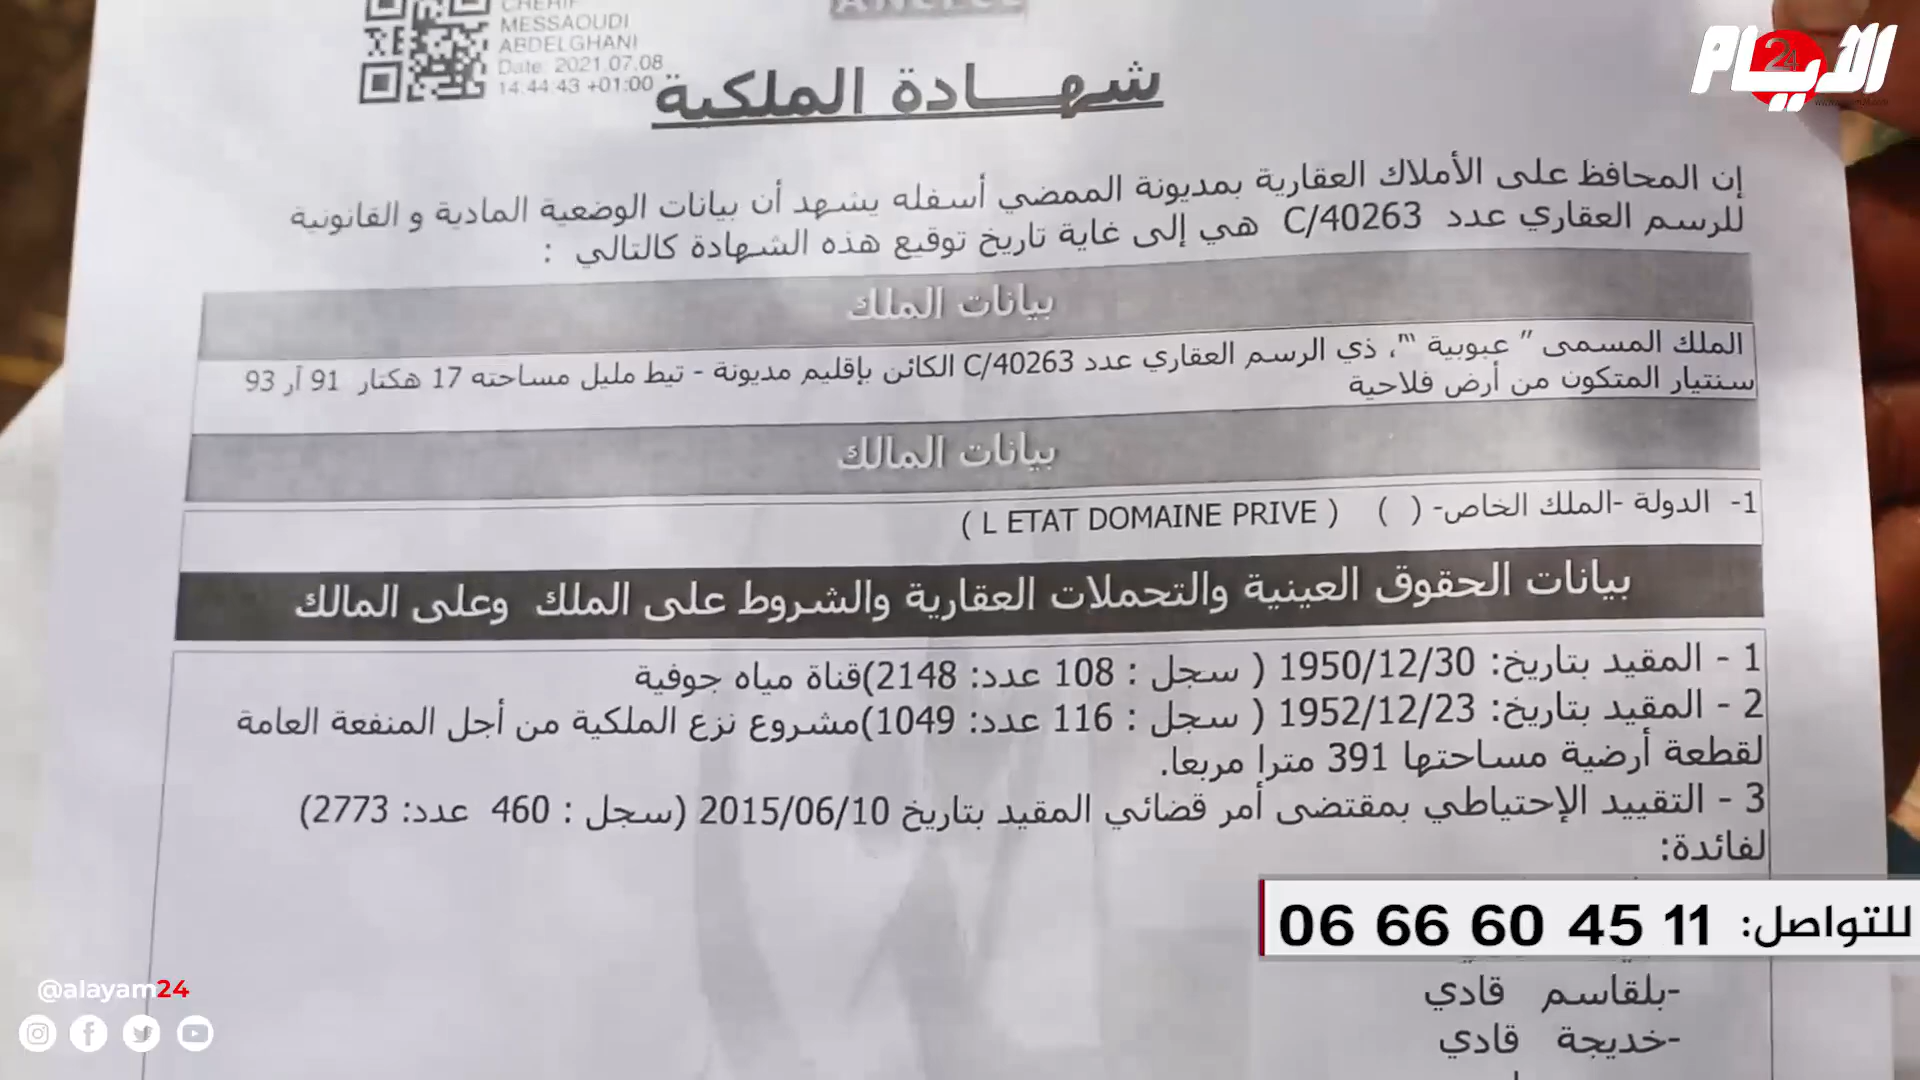 MESSAOUDI
ABDELGHANI
Date: 2021.07.08
14:44:43 +01:00
الأيام 24
شهادة الملكية
إن المحافظ على الأملاك العقارية بمديونة الممضي أسفله يشهد أن بيانات الوضعية المادية و القانونية
للرسم العقاري عدد C/40263 هي إلى غاية تاريخ توقيع هذه الشهادة كالتالي :
بيانات الملك
الملك المسمى " عبوبية "'، ذي الرسم العقاري عدد C/40263 الكائن بإقليم مديونة - تيط مليل مساحته 17 هكتار 91 آر 93
سنتيار المتكون من أرض فلاحية
بيانات المالك
1- الدولة -الملك الخاص- ( ) ( L ETAT DOMAINE PRIVE )
بيانات الحقوق العينية والتحملات العقارية والشروط على الملك وعلى المالك
1 - المقيد بتاريخ: 1950/12/30 ( سجل : 108 عدد: 2148)قناة مياه جوفية
2 - المقيد بتاريخ: 1952/12/23 ( سجل : 116 عدد: 1049)مشروع نزع الملكية من أجل المنفعة العامة
لقطعة أرضية مساحتها 391 مترا مربعا.
3 - التقييد الإحتياطي بمقتضى أمر قضائي المقيد بتاريخ 2015/06/10 (سجل : 460 عدد: 2773)
لفائدة:
للتواصل: 06 66 60 45 11
-بلقاسم قادي
-خديجة قادي
@alayam24